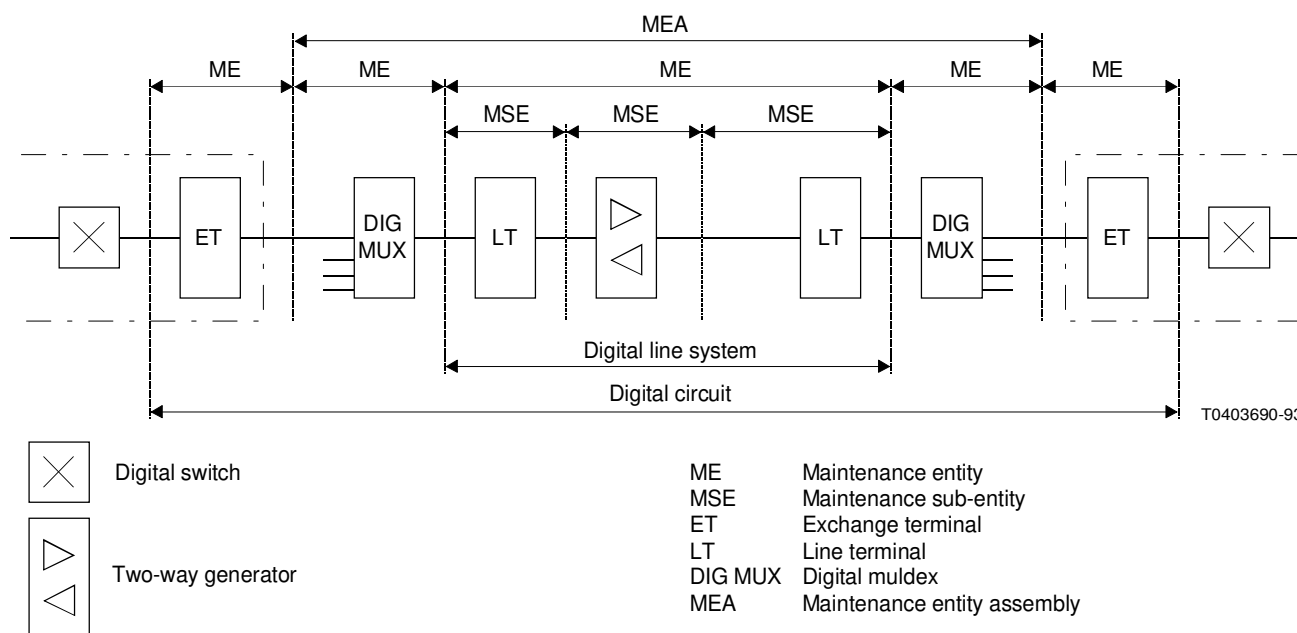 MEA
ME ME ME ME ME
MSE MSE MSE
ET DIG MUX LT LT DIG MUX ET
Digital line system
Digital circuit
T0403690-93
Digital switch
Two-way generator
ME Maintenance entity
MSE Maintenance sub-entity
ET Exchange terminal
LT Line terminal
DIG MUX Digital muldex
MEA Maintenance entity assembly